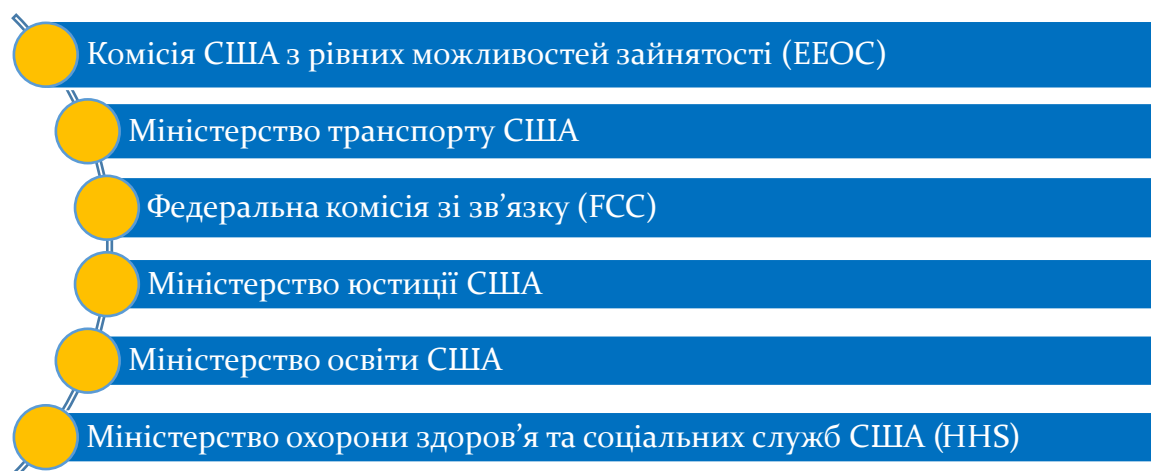 Комісія США з рівних можливостей зайнятості (EEOC)
Міністерство транспорту США
Федеральна комісія зі зв’язку (FCC)
Міністерство юстиції США
Міністерство освіти США
Міністерство охорони здоров’я та соціальних служб США (HHS)